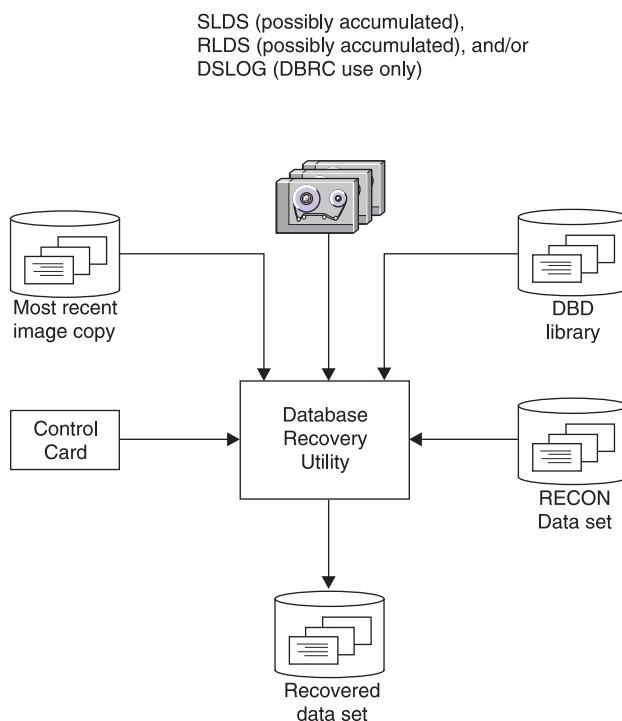 SLDS (possibly accumulated),
RLDS (possibly accumulated), and/or
DSLOG (DBRC use only)
Most recent
image copy
DBD
library
Control
Card
Database
Recovery
Utility
RECON
Data set
Recovered
data set